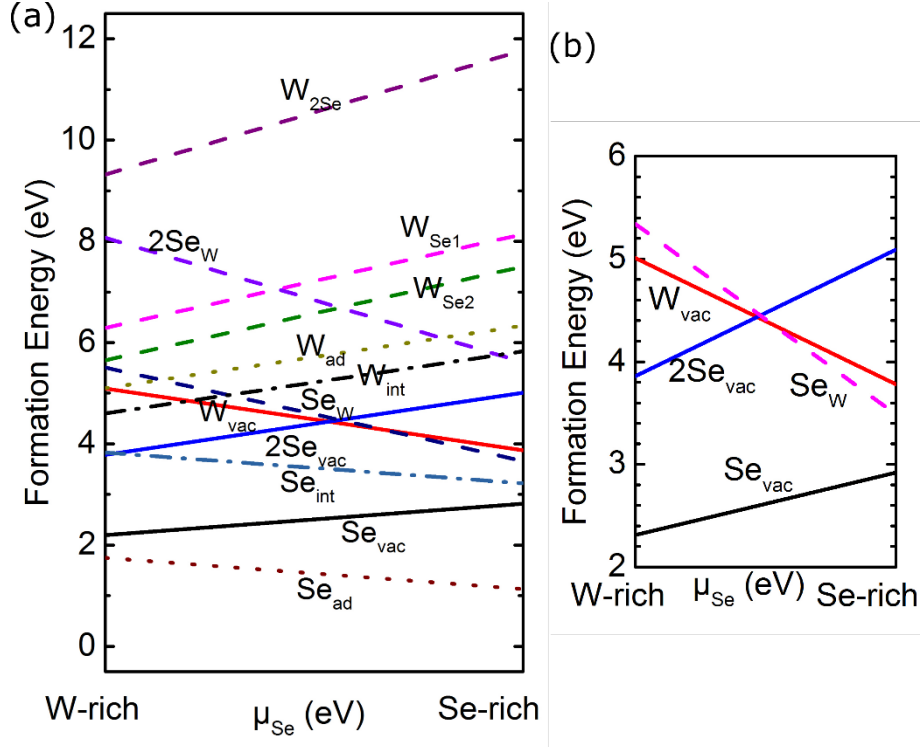 (a)
12
10
8
6
4
2
0
Formation Energy (eV)
W2Se
2SeW
WSe1
WSe2
Wad
Wint
Wvac
SeW
2Sevac
Seint
Sevac
Sead
W-rich
μSe (eV)
Se-rich
(b)
6
5
4
3
2
Formation Energy (eV)
Wvac
2Sevac
SeW
Sevac
W-rich
μSe (eV)
Se-rich